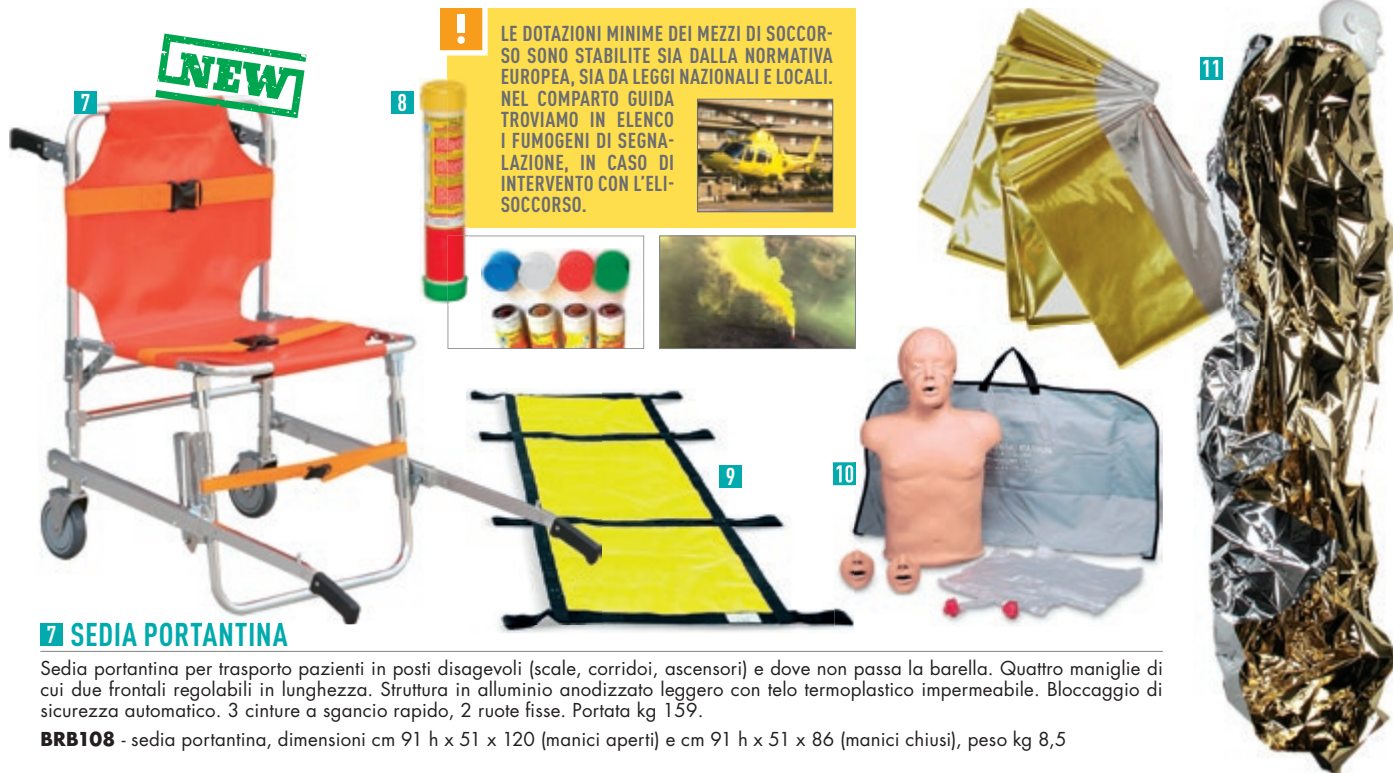 NEW
7
8
!
LE DOTAZIONI MINIME DEI MEZZI DI SOCCOR-
SO SONO STABILITE SIA DALLA NORMATIVA
EUROPEA, SIA DA LEGGI NAZIONALI E LOCALI.
NEL COMPARTO GUIDA
TROVIAMO IN ELENCO
I FUMOGENI DI SEGNA-
LAZIONE, IN CASO DI
INTERVENTO CON L'ELI-
SOCCORSO.
11
9
10
7 SEDIA PORTANTINA
Sedia portantina per trasporto pazienti in posti disagevoli (scale, corridoi, ascensori) e dove non passa la barella. Quattro maniglie di
cui due frontali regolabili in lunghezza. Struttura in alluminio anodizzato leggero con telo termoplastico impermeabile. Bloccaggio di
sicurezza automatico. 3 cinture a sgancio rapido, 2 ruote fisse. Portata kg 159.
BRB108 - sedia portantina, dimensioni cm 91 h x 51 x 120 (manici aperti) e cm 91 h x 51 x 86 (manici chiusi), peso kg 8,5